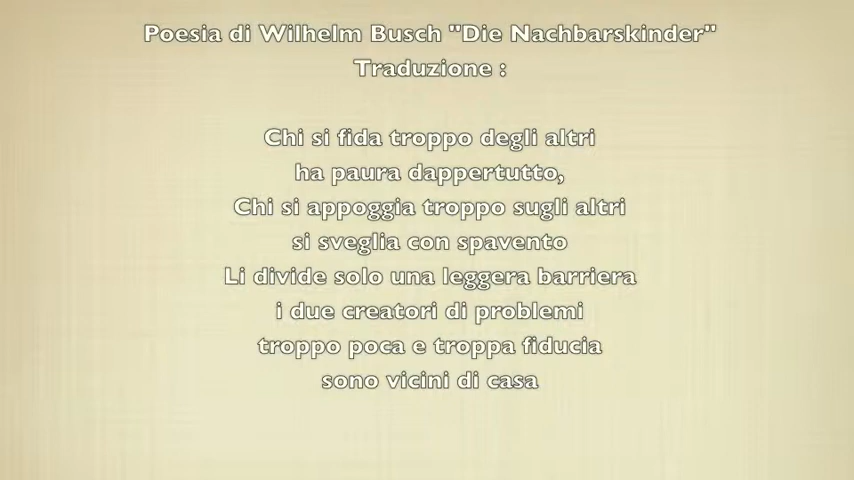 Poesia di Wilhelm Busch "Die Nachbarskinder"
Traduzione :
Chi si fida troppo degli altri
ha paura dappertutto,
Chi si appoggia troppo sugli altri
si sveglia con spavento
Li divide solo una leggera barriera
i due creatori di problemi
troppo poca e troppa fiducia
sono vicini di casa